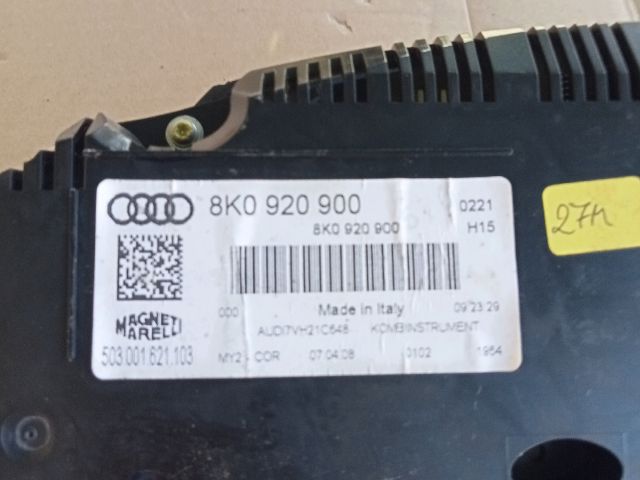 8K0 920 900
0221
8K0 920 900
H15
000
Made in Italy
09:23:29
AUDI7VH21C648 KOMBIINSTRUMENT
MAGNETI
MARELLI
503.001.621.103
MY2 - COR 07.04.08 0102 1964
27h